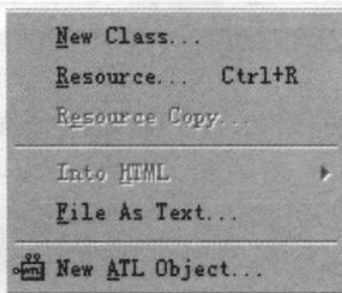 New Class...
Resource... Ctrl+R
Resource Copy...
Into HTML
File As Text...
New ATL Object...